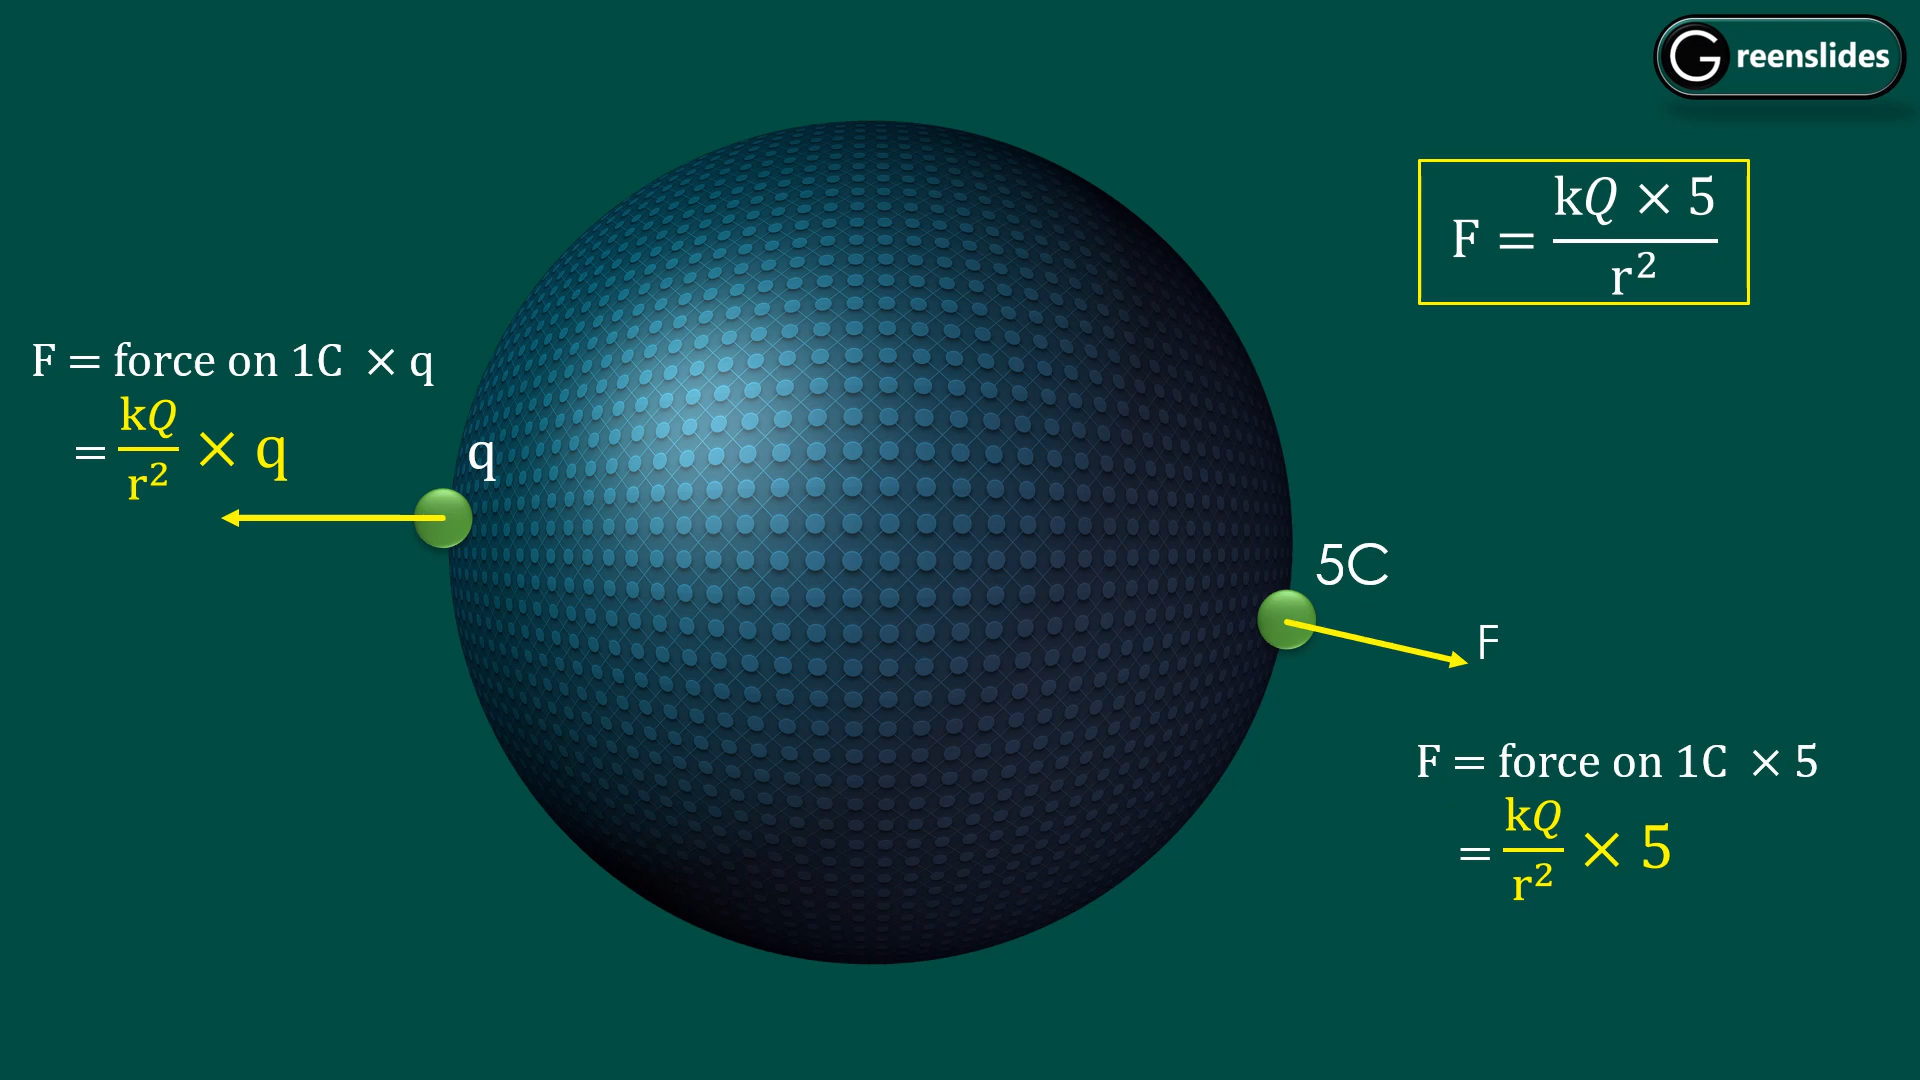 Greenslides
F = kQ × 5 / r²
F = force on 1C × q
= kQ / r² × q
q
5C
F
F = force on 1C × 5
= kQ / r² × 5